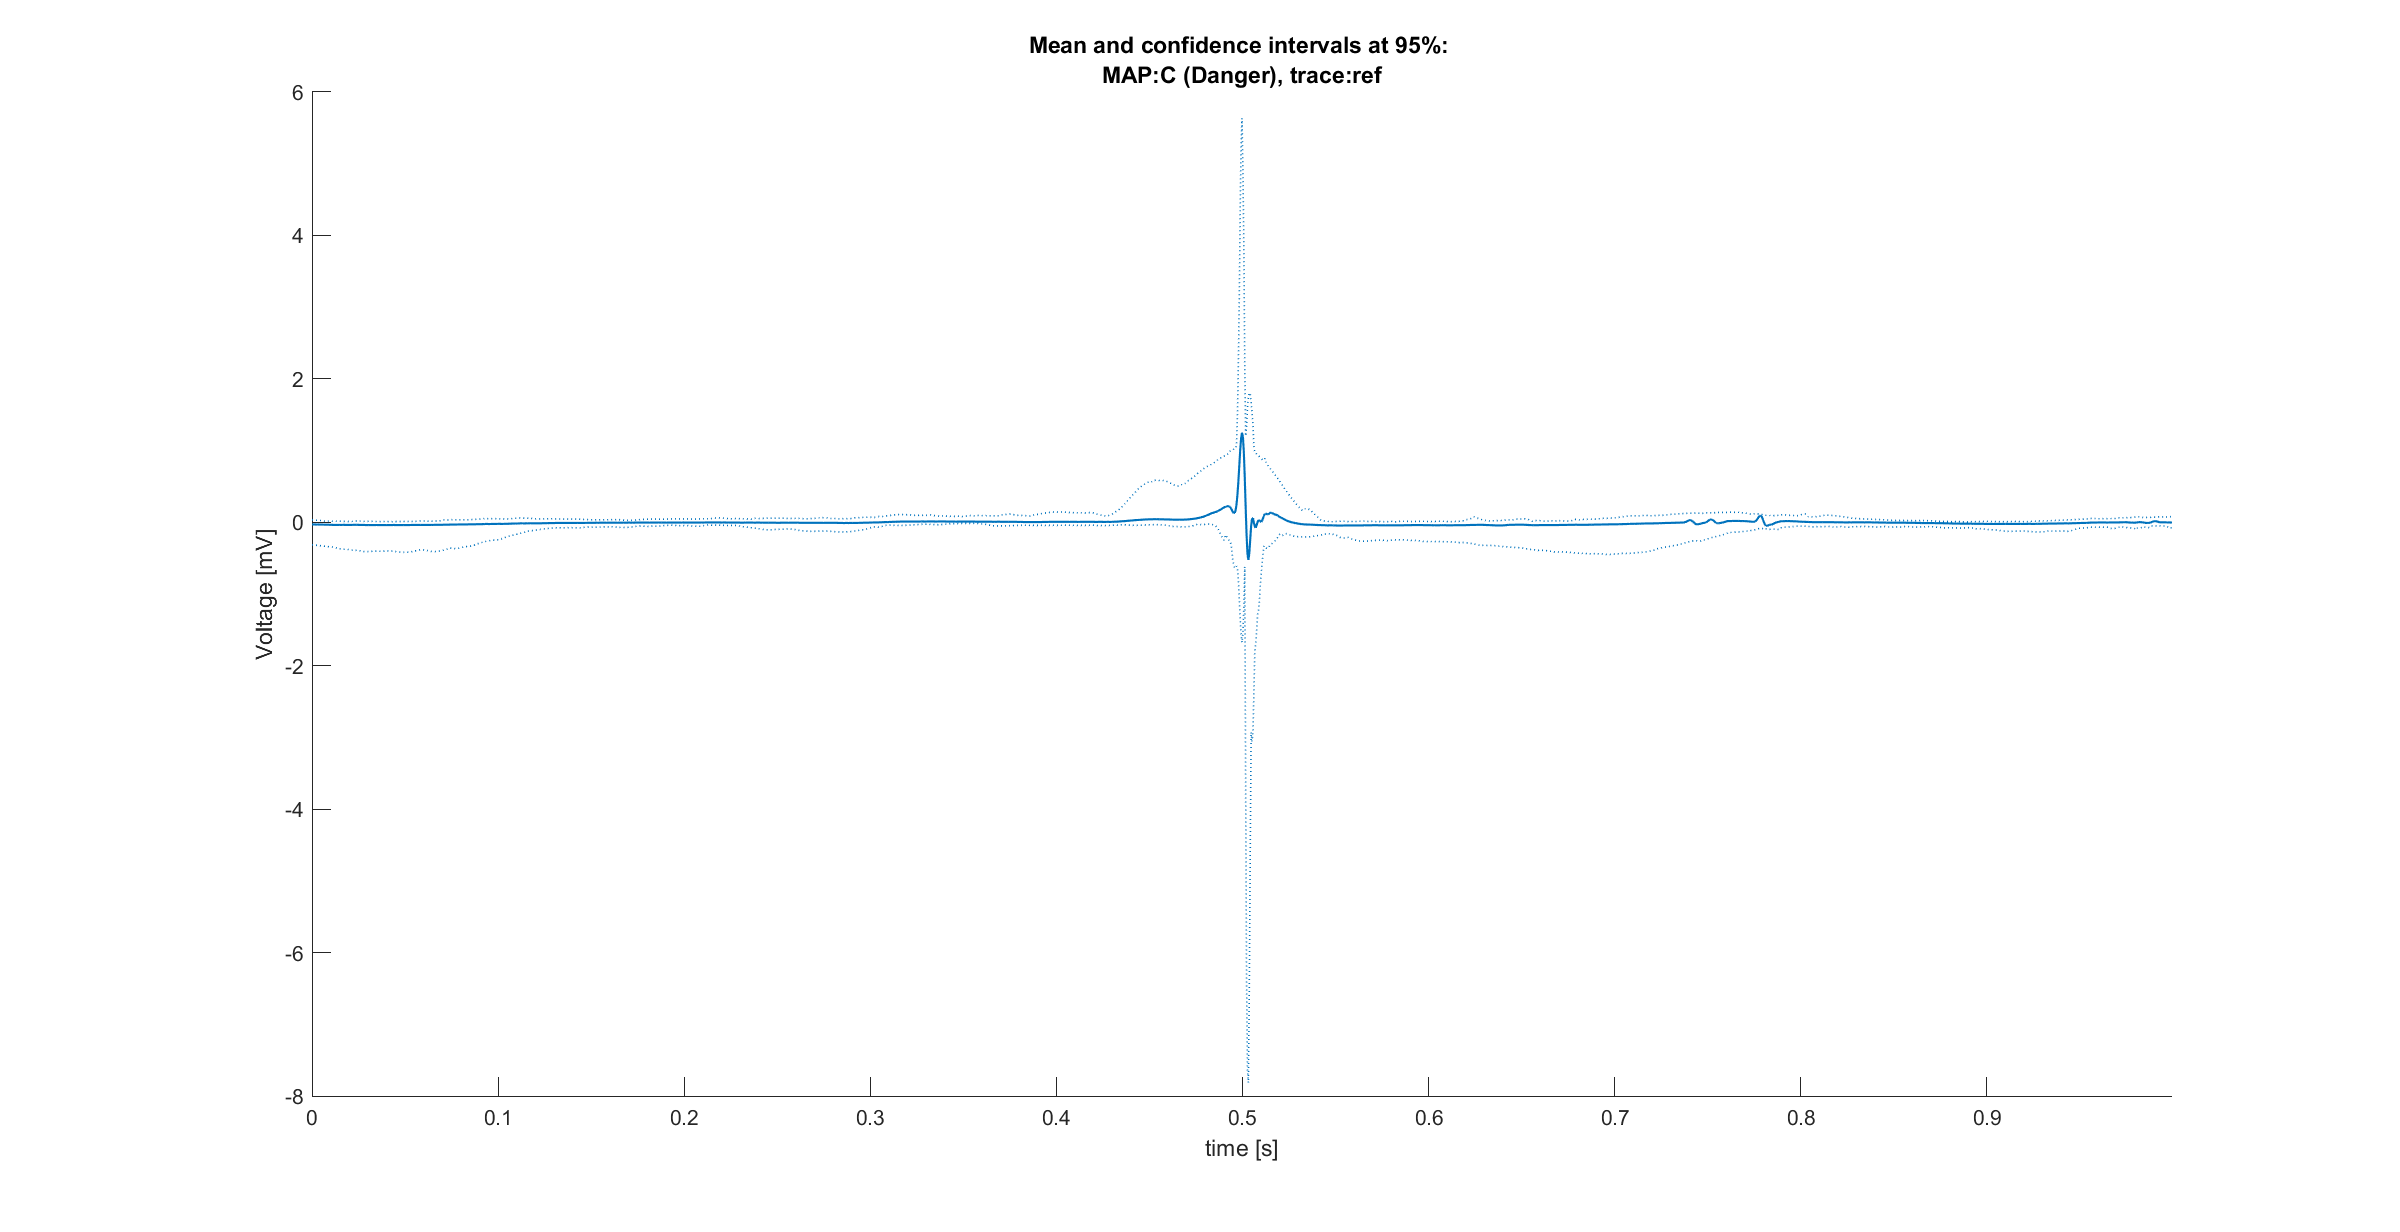 Mean and confidence intervals at 95%:
MAP:C (Danger), trace:ref
6
4
2
0
-2
-4
-6
-8
Voltage [mV]
0 0.1 0.2 0.3 0.4 0.5 0.6 0.7 0.8 0.9
time [s]